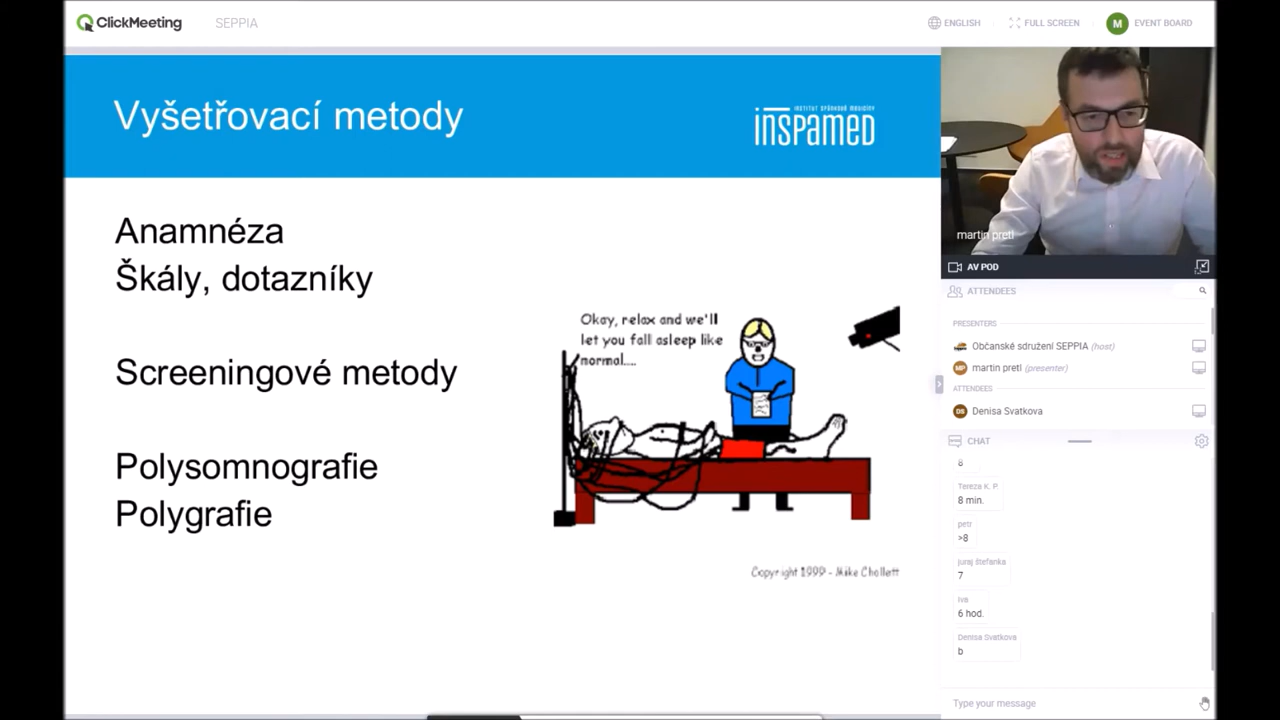 ClickMeeting
SEPPIA
ENGLISH
FULL SCREEN
M
EVENT BOARD
Vyšetřovací metody
INSTITUT SPÁNKOVÉ MEDICÍNY
inspamed
Anamnéza
Škály, dotazníky
Screeningové metody
Polysomnografie
Polygrafie
Okay, relax and we'll
let you fall asleep like
normal....
Copyright 1999 - Mike Chollett
martin pretl
AV POD
ATTENDEES
PRESENTERS
Občanské sdružení SEPPIA (host)
MP
martin pretl (presenter)
ATTENDEES
DS
Denisa Svatkova
CHAT
8
Tereza K. P.
8 min.
petr
>8
juraj štefanka
7
Iva
6 hod.
Denisa Svatkova
b
Type your message